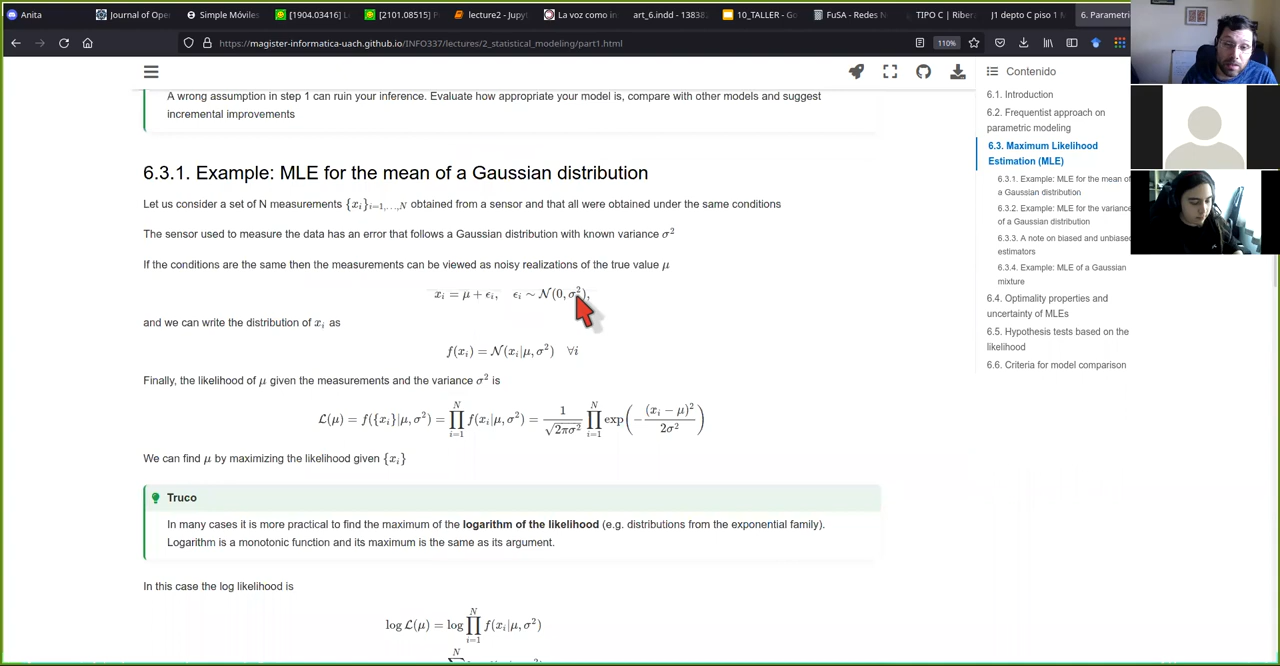 Anita
Journal of Ope
Simple Móviles
[1904.03416] L
[2101.08515] P
lecture2 - Jupyt
La voz como in
art_6.indd - 1383
10_TALLER - Go
FuSA - Redes N
TIPO C | Ribera
J1 depto C piso 1
6. Parametri
https://magister-informatica-uach.github.io/INFO337/lectures/2_statistical_modeling/part1.html
110%
A wrong assumption in step 1 can ruin your inference. Evaluate how appropriate your model is, compare with other models and suggest
incremental improvements
6.3.1. Example: MLE for the mean of a Gaussian distribution
Let us consider a set of N measurements {x_i}_{i=1,…,N} obtained from a sensor and that all were obtained under the same conditions
The sensor used to measure the data has an error that follows a Gaussian distribution with known variance σ²
If the conditions are the same then the measurements can be viewed as noisy realizations of the true value μ
x_i = μ + ϵ_i, ϵ_i ∼ N(0, σ²),
and we can write the distribution of x_i as
f(x_i) = N(x_i|μ, σ²) ∀i
Finally, the likelihood of μ given the measurements and the variance σ² is
L(μ) = f({x_i}|μ, σ²) = ∏_{i=1}^{N} f(x_i|μ, σ²) = 1/√(2πσ²) ∏_{i=1}^{N} exp(−(x_i − μ)²/2σ²)
We can find μ by maximizing the likelihood given {x_i}
Truco
In many cases it is more practical to find the maximum of the logarithm of the likelihood (e.g. distributions from the exponential family).
Logarithm is a monotonic function and its maximum is the same as its argument.
In this case the log likelihood is
log L(μ) = log ∏_{i=1}^{N} f(x_i|μ, σ²)
Contenido
6.1. Introduction
6.2. Frequentist approach on
parametric modeling
6.3. Maximum Likelihood
Estimation (MLE)
6.3.1. Example: MLE for the mean of
a Gaussian distribution
6.3.2. Example: MLE for the variance
of a Gaussian distribution
6.3.3. A note on biased and unbiased
estimators
6.3.4. Example: MLE of a Gaussian
mixture
6.4. Optimality properties and
uncertainty of MLEs
6.5. Hypothesis tests based on the
likelihood
6.6. Criteria for model comparison